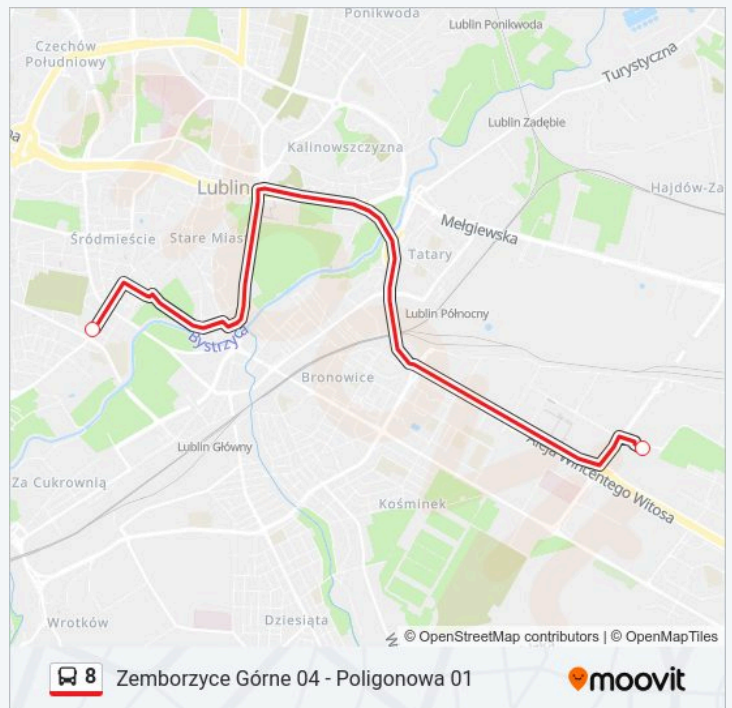 Ponikwoda
Lublin Ponikwoda
Czechów
Południowy
Turystyczna
Lublin Zadębie
na
Kalinowszczyzna
Lublin
Hajdów-Za
Mełgiewska
Śródmieście
Stare Mias
Tatary
Lublin Północny
Bystrzyca
Bronowice
Lublin Główny
Aleja Wincentego Witosa
Za Cukrownią
Kośminek
Wrotków
Dziesiąta
© OpenStreetMap contributors | © OpenMapTiles
8 Zemborzyce Górne 04 - Poligonowa 01
moovit